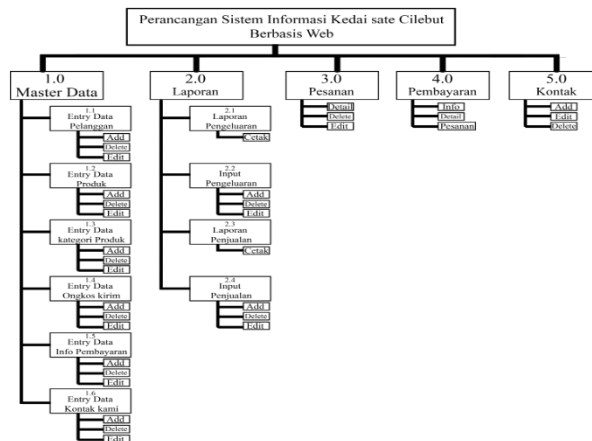 Perancangan Sistem Informasi Kedai sate Cilebut
Berbasis Web
1.0
Master Data
1.1
Entry Data
Pelanggan
Add
Delete
Edit
1.2
Entry Data
Produk
Add
Delete
Edit
1.3
Entry Data
kategori Produk
Add
Delete
Edit
1.4
Entry Data
Ongkos kirim
Add
Delete
Edit
1.5
Entry Data
Info Pembayaran
Add
Delete
Edit
1.6
Entry Data
Kontak kami
Add
Delete
Edit
2.0
Laporan
2.1
Laporan
Pengeluaran
Cetak
2.2
Input
Pengeluaran
Add
Delete
Edit
2.3
Laporan
Penjualan
Cetak
2.4
Input
Penjualan
Add
Delete
Edit
3.0
Pesanan
Detail
Delete
Edit
4.0
Pembayaran
Info
Detail
Pesanan
5.0
Kontak
Add
Edit
Delete